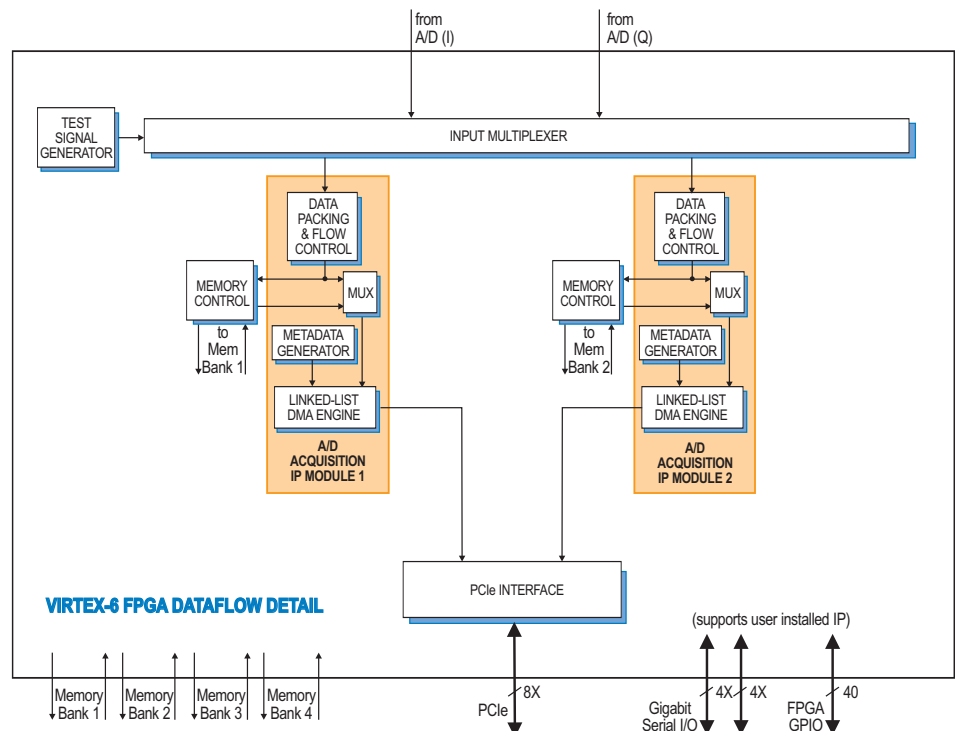 from
A/D (I)
from
A/D (Q)
TEST
SIGNAL
GENERATOR
INPUT MULTIPLEXER
DATA
PACKING
& FLOW
CONTROL
MEMORY
CONTROL
MUX
to
Mem
Bank 1
METADATA
GENERATOR
LINKED-LIST
DMA ENGINE
A/D
ACQUISITION
IP MODULE 1
DATA
PACKING
& FLOW
CONTROL
MEMORY
CONTROL
MUX
to
Mem
Bank 2
METADATA
GENERATOR
LINKED-LIST
DMA ENGINE
A/D
ACQUISITION
IP MODULE 2
PCIe INTERFACE
VIRTEX-6 FPGA DATAFLOW DETAIL
(supports user installed IP)
Memory
Bank 1
Memory
Bank 2
Memory
Bank 3
Memory
Bank 4
8X
PCIe
4X
4X
Gigabit
Serial I/O
40
FPGA
GPIO